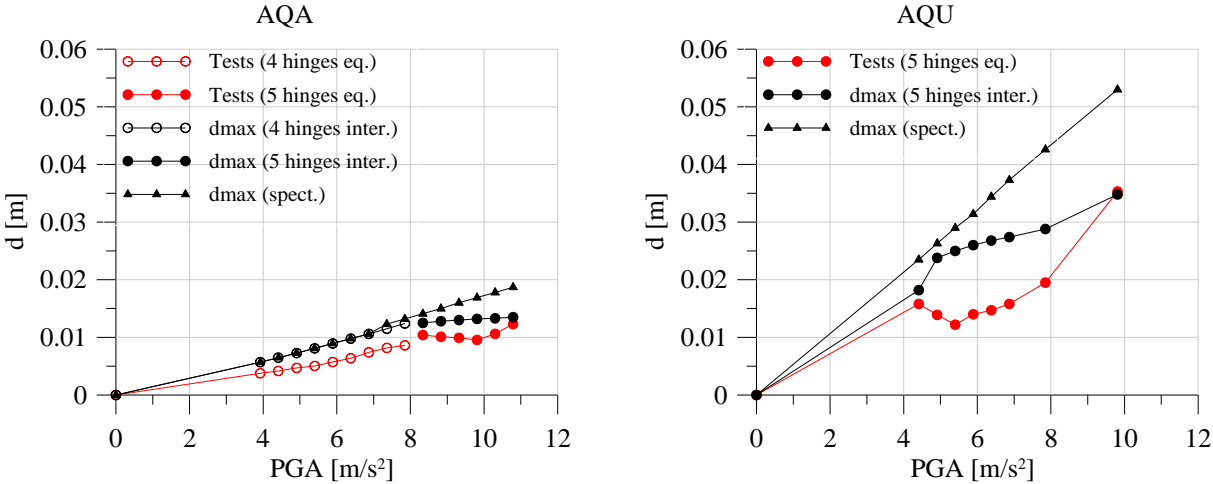 AQA
0.06
0.05
0.04
0.03
0.02
0.01
0
d [m]
Tests (4 hinges eq.)
Tests (5 hinges eq.)
dmax (4 hinges inter.)
dmax (5 hinges inter.)
dmax (spect.)
0 2 4 6 8 10 12
PGA [m/s²]
AQU
0.06
0.05
0.04
0.03
0.02
0.01
0
d [m]
Tests (5 hinges eq.)
dmax (5 hinges inter.)
dmax (spect.)
0 2 4 6 8 10 12
PGA [m/s²]